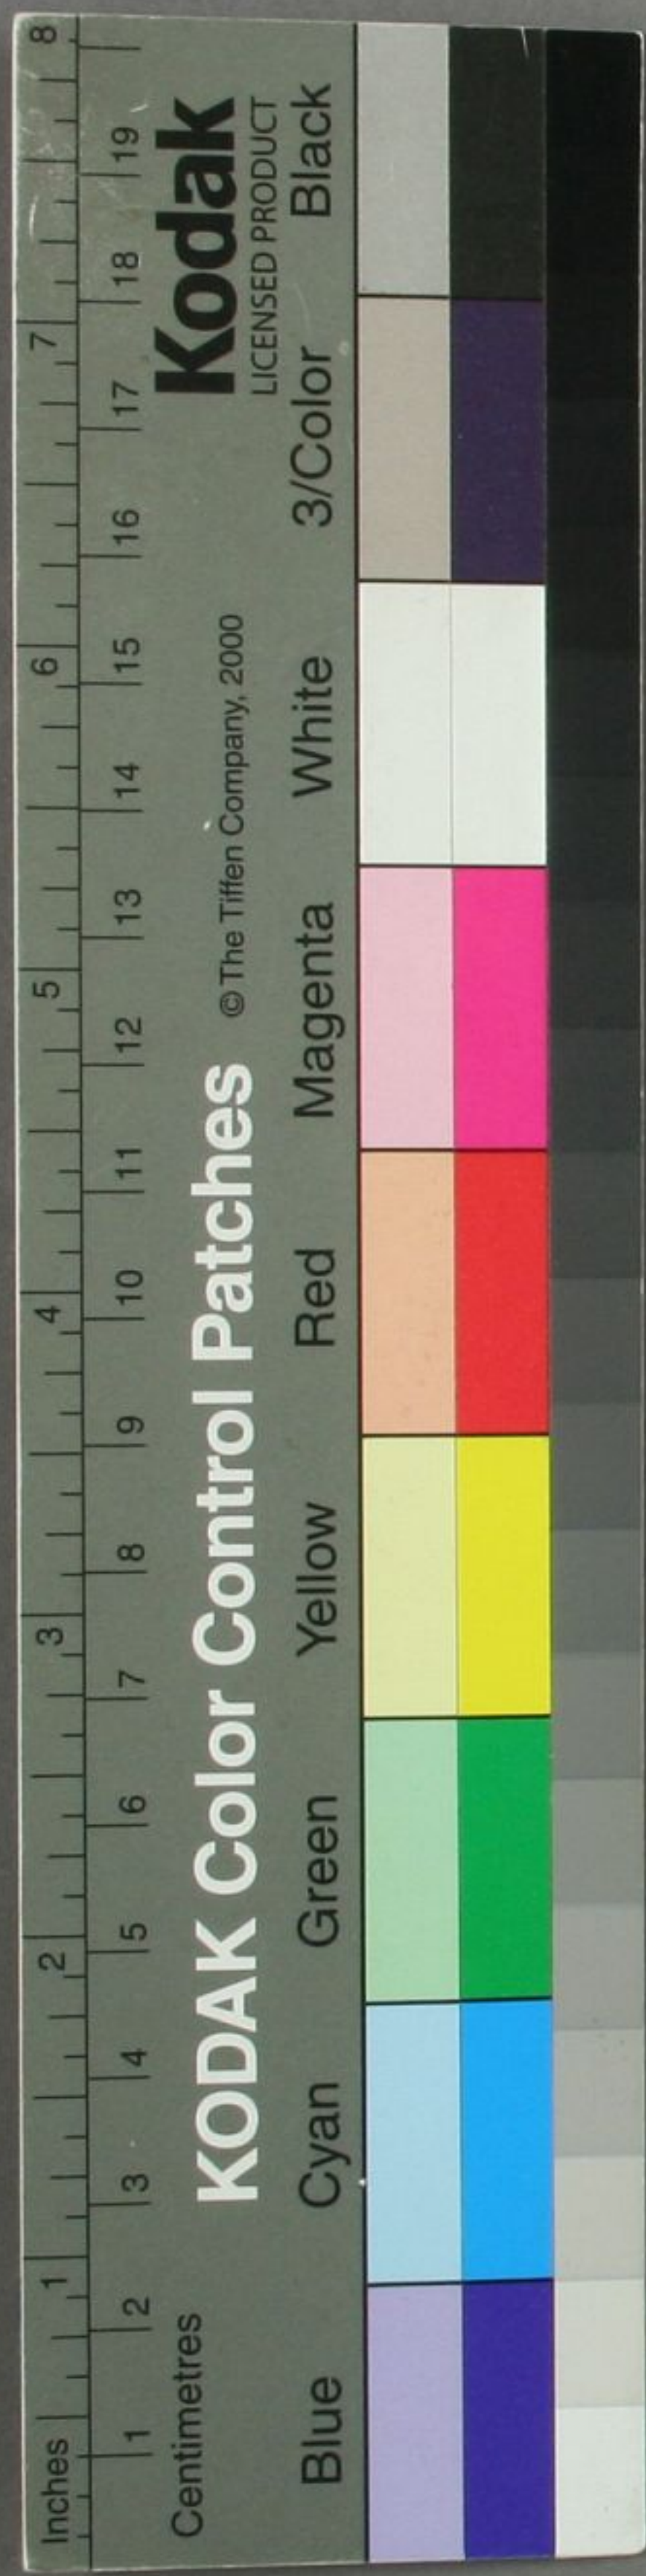 Inches 1 2 3 4 5 6 7 8
1 2 3 4 5 6 7 8 9 10 11 12 13 14 15 16 17 18 19
Centimetres
KODAK Color Control Patches © The Tiffen Company, 2000 Kodak
LICENSED PRODUCT
Blue Cyan Green Yellow Red Magenta White 3/Color Black